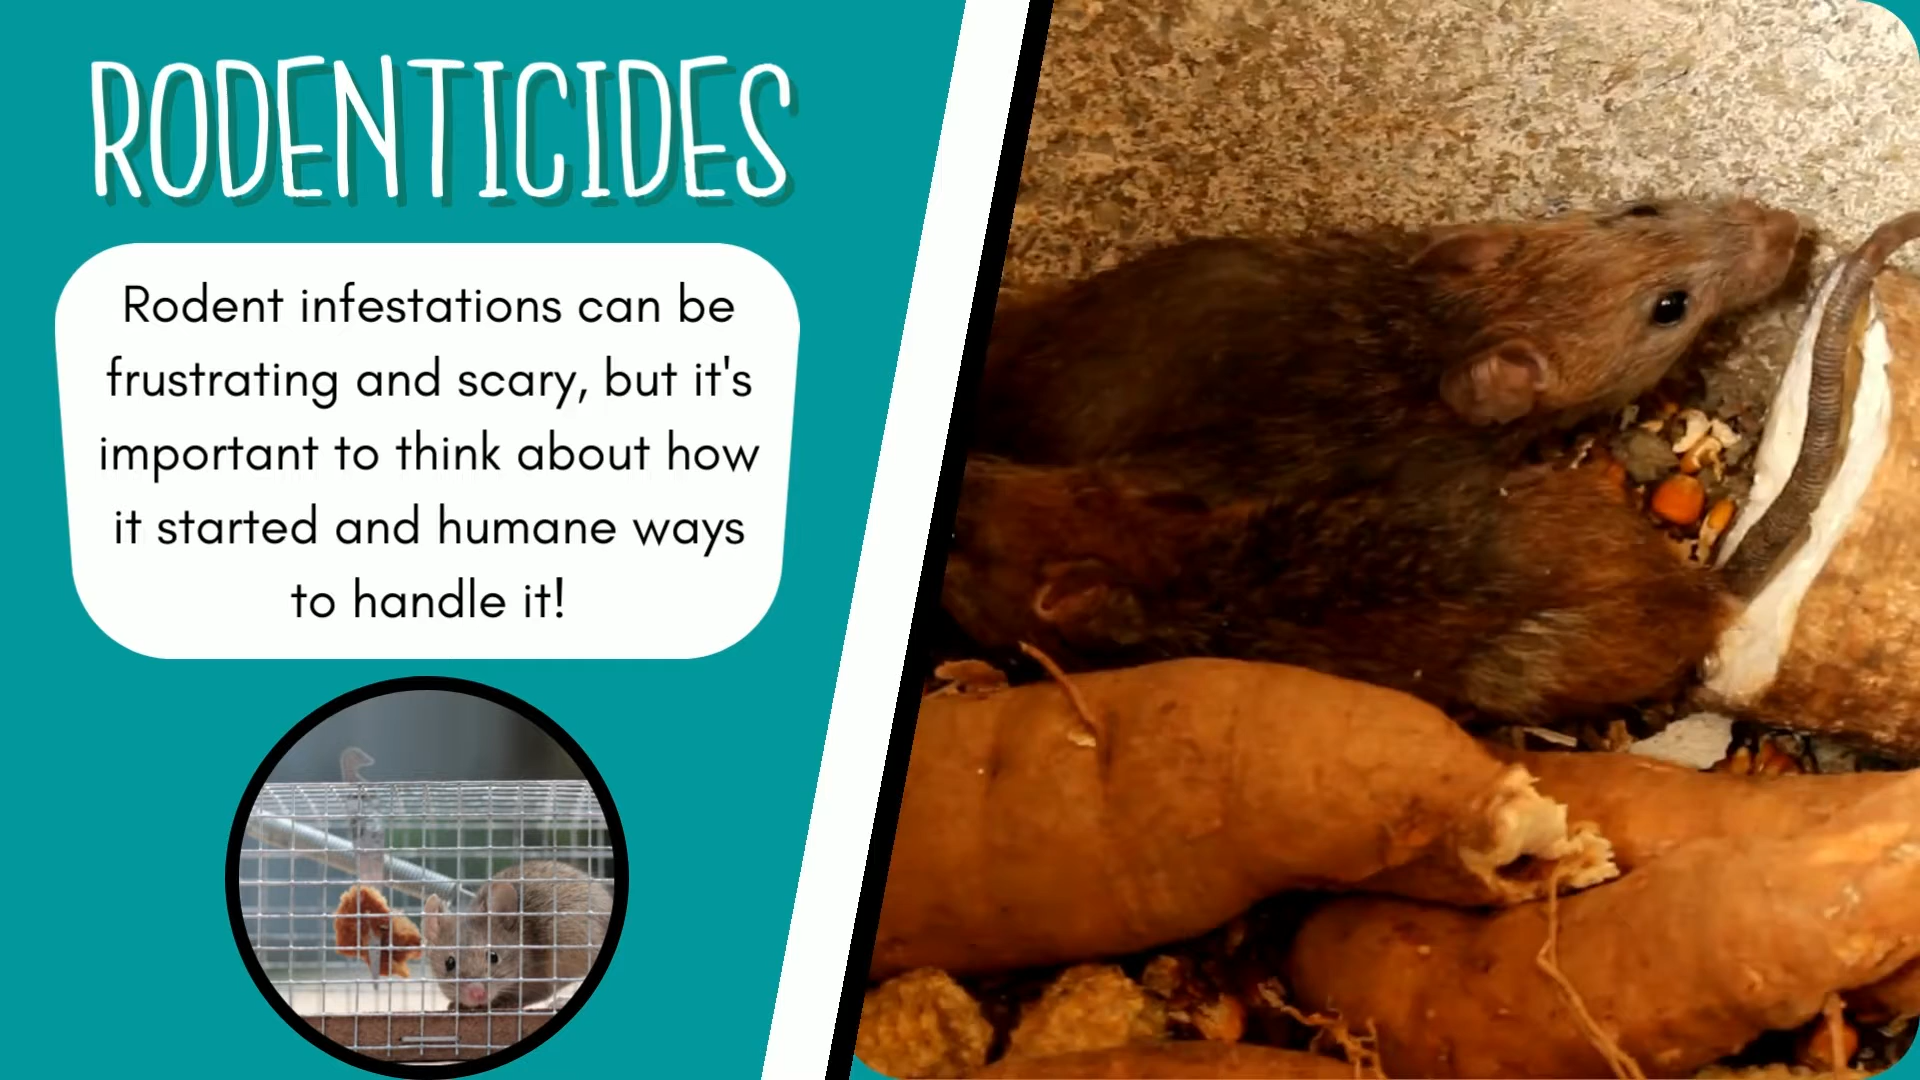 RODENTICIDES
Rodent infestations can be
frustrating and scary, but it's
important to think about how
it started and humane ways
to handle it!